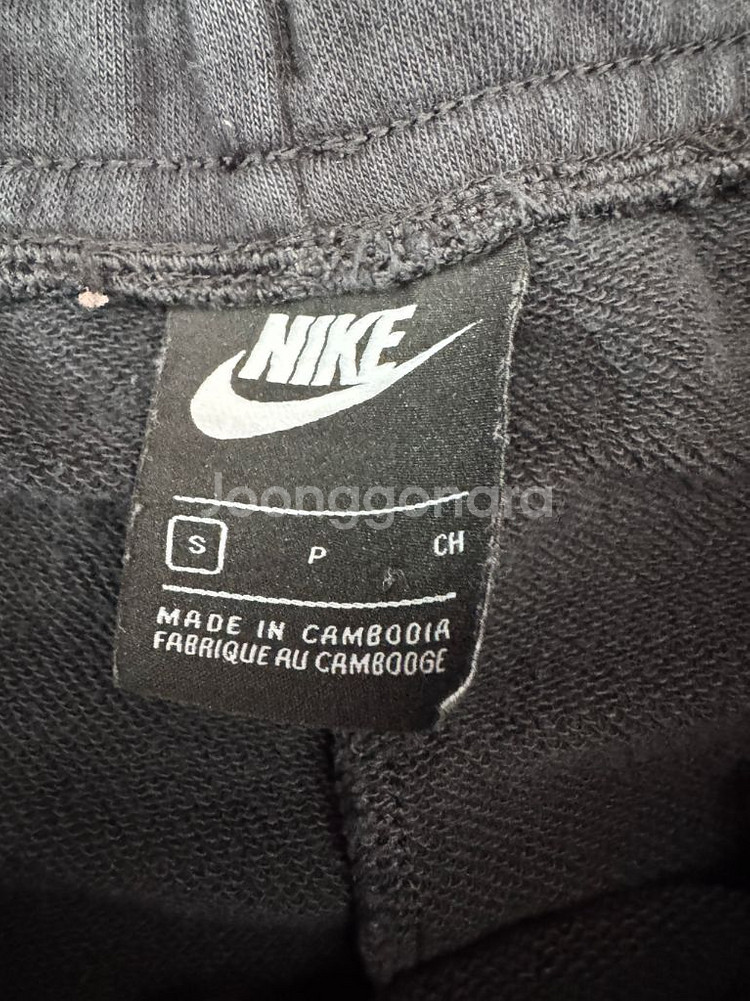 NIKE
Joonggonara
S P CH
MADE IN CAMBODIA
FABRIQUE AU CAMBODGE